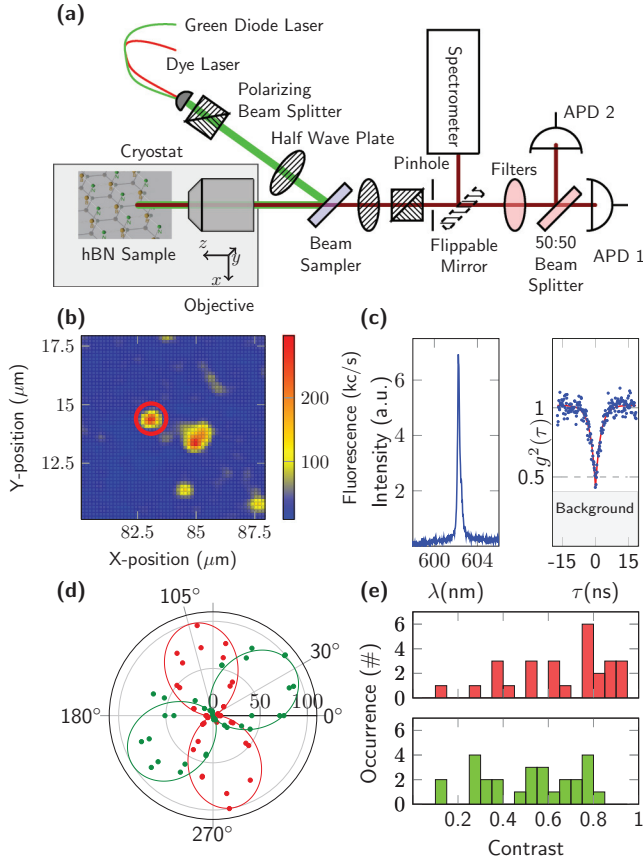 (a)
Green Diode Laser
Dye Laser
Polarizing
Beam Splitter
Half Wave Plate
Cryostat
hBN Sample
z
y
x
Objective
Beam
Sampler
Pinhole
Spectrometer
Flippable
Mirror
Filters
50:50
Beam
Splitter
APD 2
APD 1
(b)
Y-position (μm)
17.5
15
12.5
82.5
85
87.5
X-position (μm)
200
100
Fluorescence (kc/s)
(c)
Intensity (a.u.)
6
4
2
600
604
λ(nm)
g²(τ)
1
0.5
Background
-15
0
15
τ(ns)
(d)
105°
30°
0
50
100
0°
180°
270°
(e)
Occurrence (#)
6
4
2
0
6
4
2
0
0.2
0.4
0.6
0.8
1
Contrast